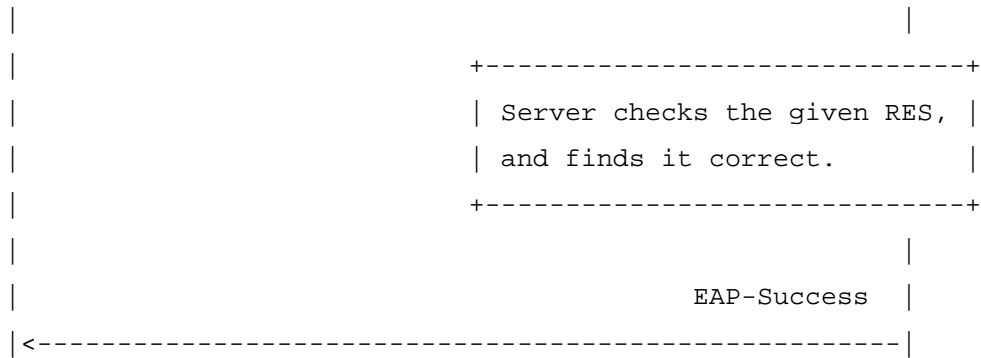 |                                                       |
|                            +------------------------------+
|                            | Server checks the given RES, |
|                            | and finds it correct.        |
|                            +------------------------------+
|                                                       |
|                                          EAP-Success  |
|<------------------------------------------------------|